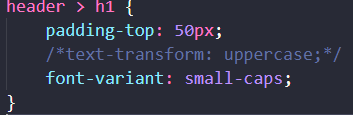 header > h1 {
    padding-top: 50px;
    /*text-transform: uppercase;*/
    font-variant: small-caps;
}